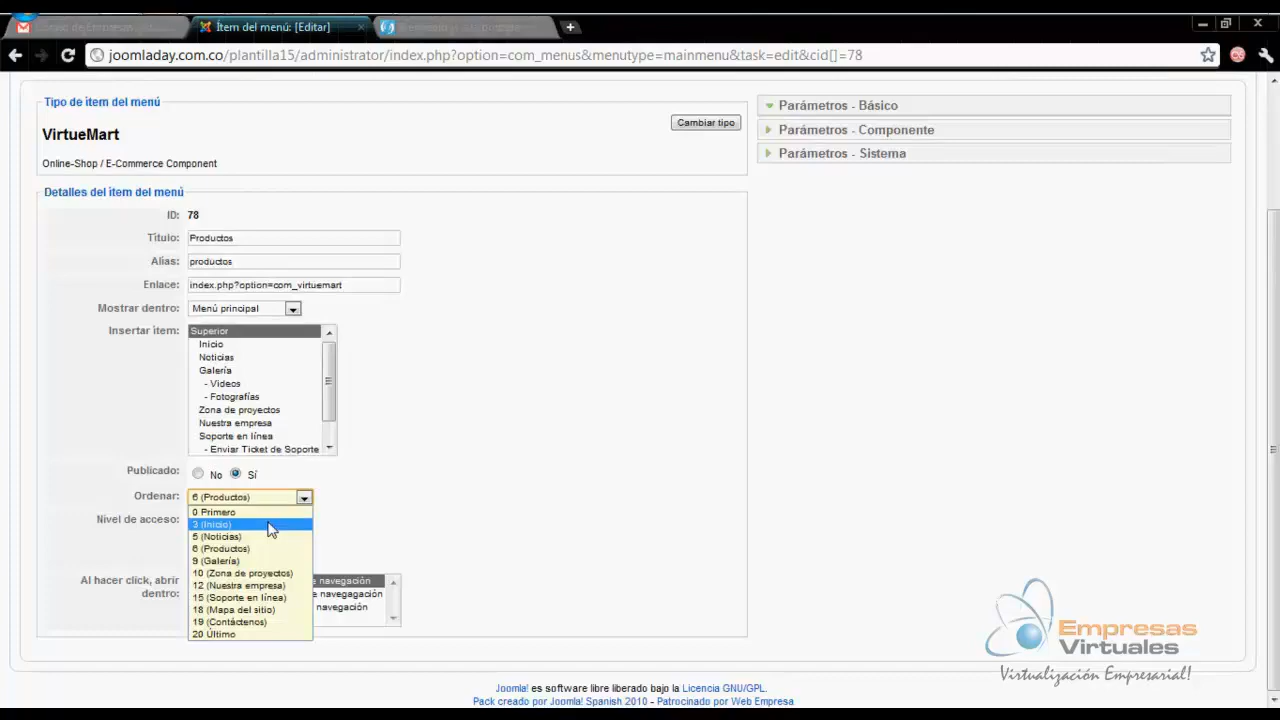 Ítem del menú: [Editar]
joomladay.com.co/plantilla15/administrator/index.php?option=com_menus&menutype=mainmenu&task=edit&cid[]=78
Tipo de ítem del menú
VirtueMart
Cambiar tipo
Online-Shop / E-Commerce Component
Parámetros - Básico
Parámetros - Componente
Parámetros - Sistema
Detalles del ítem del menú
ID: 78
Título: Productos
Alias: productos
Enlace: index.php?option=com_virtuemart
Mostrar dentro: Menú principal
Insertar ítem: Superior
Inicio
Noticias
Galería
- Videos
- Fotografías
Zona de proyectos
Nuestra empresa
Soporte en línea
- Enviar Ticket de Soporte
Publicado: No Sí
Ordenar: 6 (Productos)
0 Primero
Nivel de acceso: 3 (Inicio)
5 (Noticias)
6 (Productos)
9 (Galería)
10 (Zona de proyectos)
Al hacer click, abrir dentro: 12 (Nuestra empresa)
15 (Soporte en línea)
18 (Mapa del sitio)
19 (Contáctenos)
20 Último
navegación
e navegagación
navegación
Empresas
Virtuales
Virtualización Empresarial!
Joomla! es software libre liberado bajo la Licencia GNU/GPL.
Pack creado por Joomla! Spanish 2010 - Patrocinado por Web Empresa